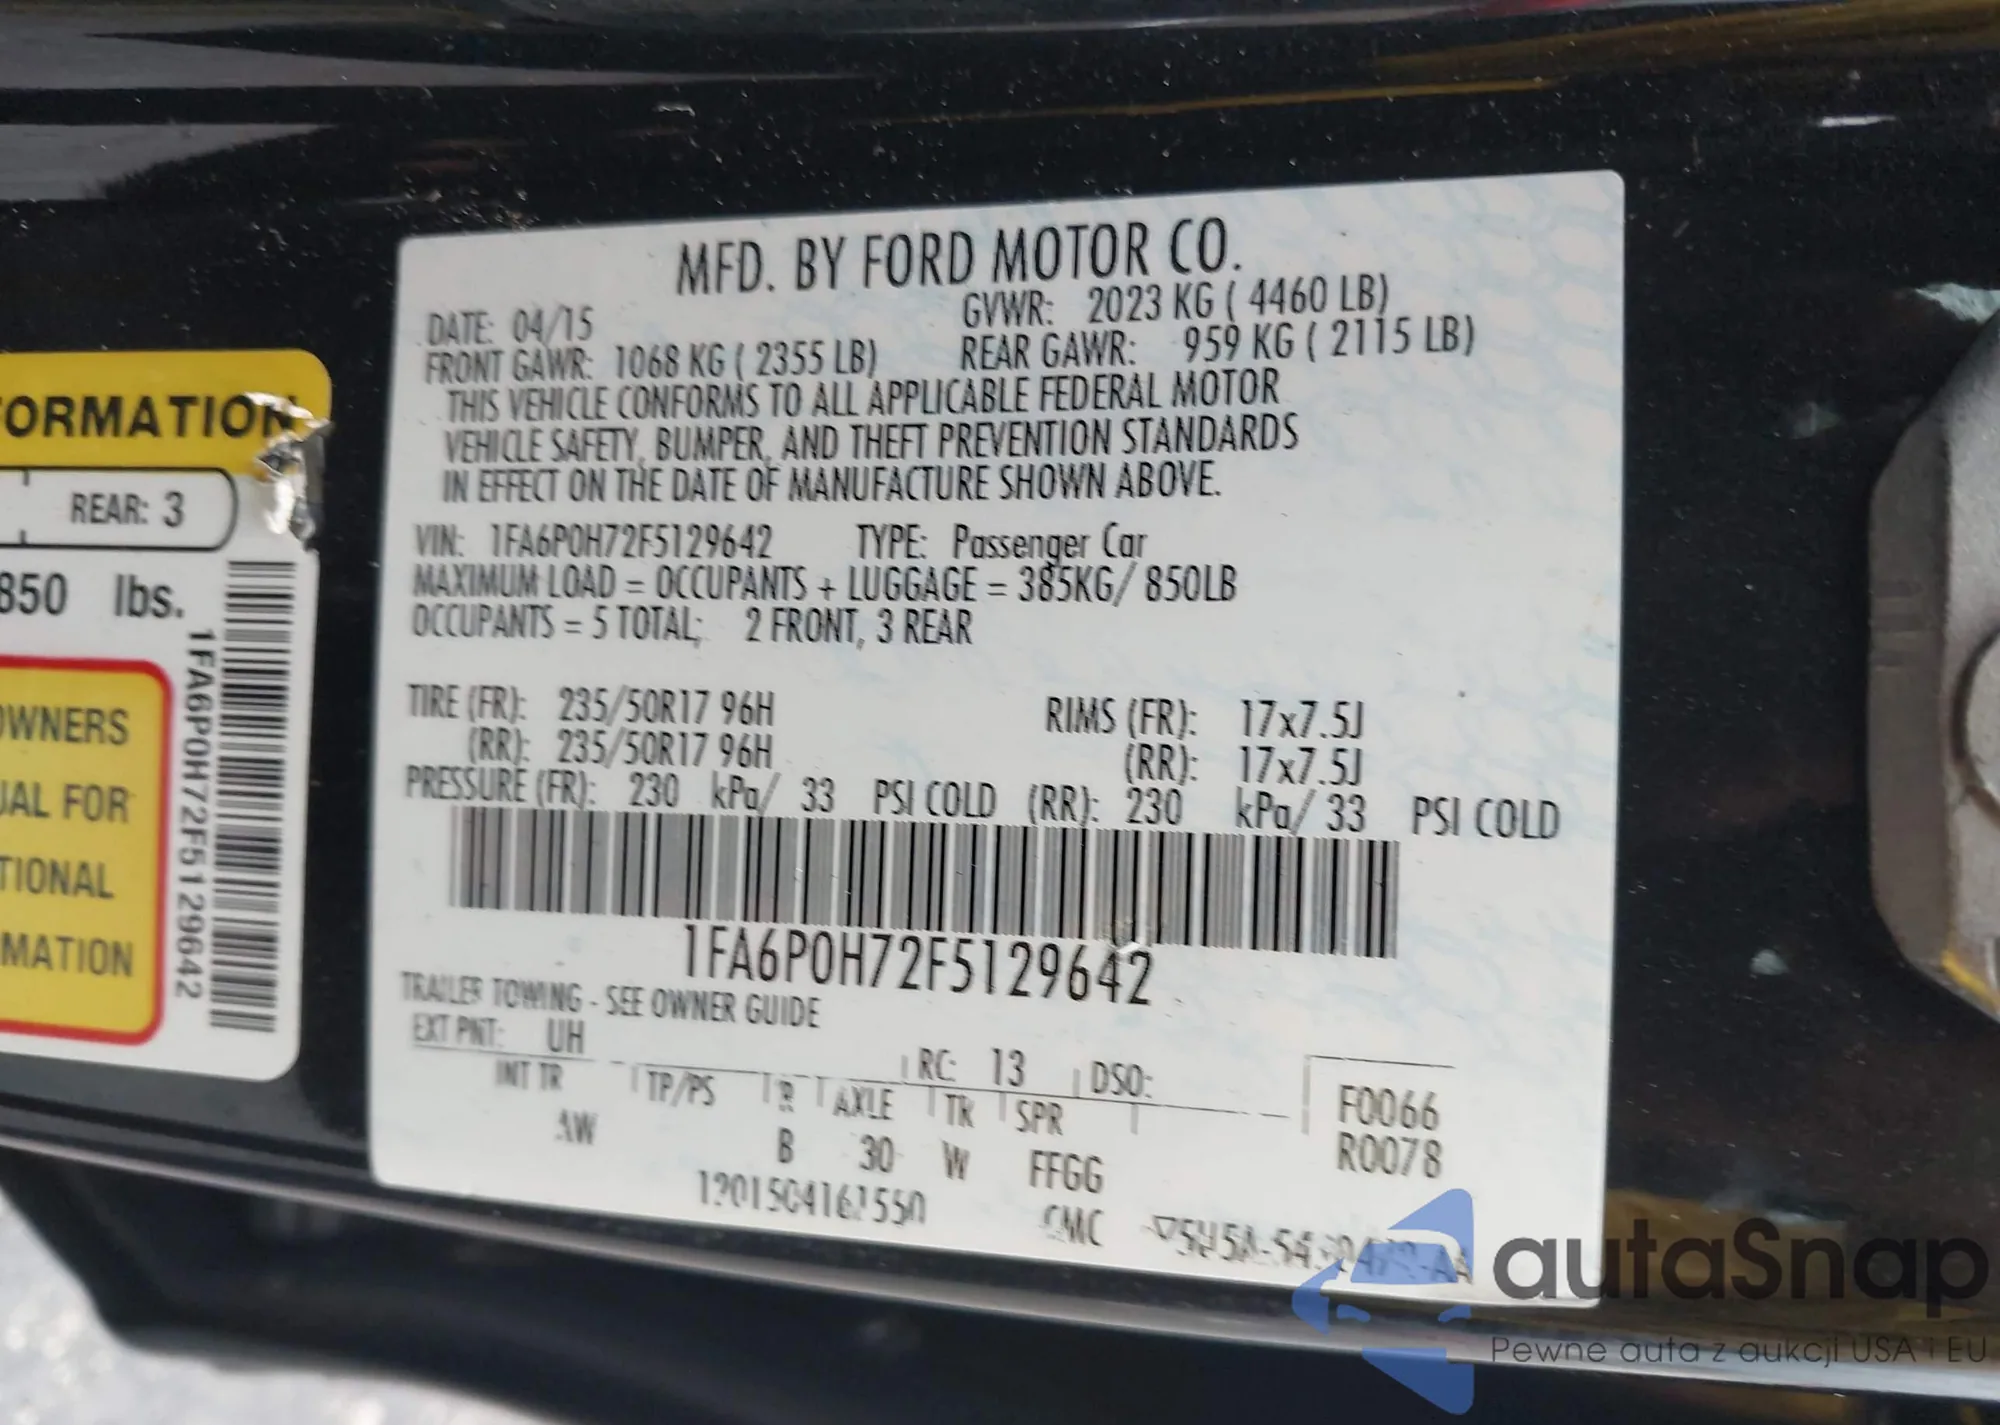 ORMATION
REAR: 3
850 lbs.
OWNERS
UAL FOR
TIONAL
MATION
1FA6P0H72F5129642
MFD. BY FORD MOTOR CO.
DATE: 04/15 GVWR: 2023 KG ( 4460 LB)
FRONT GAWR: 1068 KG ( 2355 LB) REAR GAWR: 959 KG ( 2115 LB)
THIS VEHICLE CONFORMS TO ALL APPLICABLE FEDERAL MOTOR
VEHICLE SAFETY, BUMPER, AND THEFT PREVENTION STANDARDS
IN EFFECT ON THE DATE OF MANUFACTURE SHOWN ABOVE.
VIN: 1FA6P0H72F5129642 TYPE: Passenger Car
MAXIMUM LOAD = OCCUPANTS + LUGGAGE = 385KG/ 850LB
OCCUPANTS = 5 TOTAL; 2 FRONT, 3 REAR
TIRE (FR): 235/50R17 96H RIMS (FR): 17x7.5J
(RR): 235/50R17 96H (RR): 17x7.5J
PRESSURE (FR): 230 kPa/ 33 PSI COLD (RR): 230 kPa/ 33 PSI COLD
1FA6P0H72F5129642
TRAILER TOWING - SEE OWNER GUIDE
EXT PNT: UH RC: 13 DSO:
INT TR TP/PS R AXLE TR SPR F0066
AW B 30 W FFGG R0078
CMC
autaSnap
Pewne auta z aukcji USA i EU